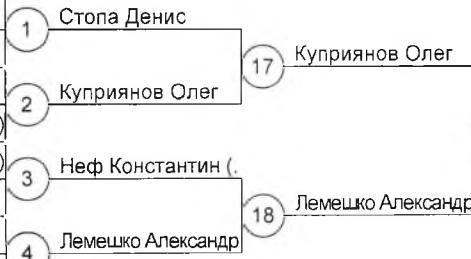 1 Стопа Денис
17 Куприянов Олег
2 Куприянов Олег
3 Неф Константин (.
18 Лемешко Александр
4 Лемешко Александр